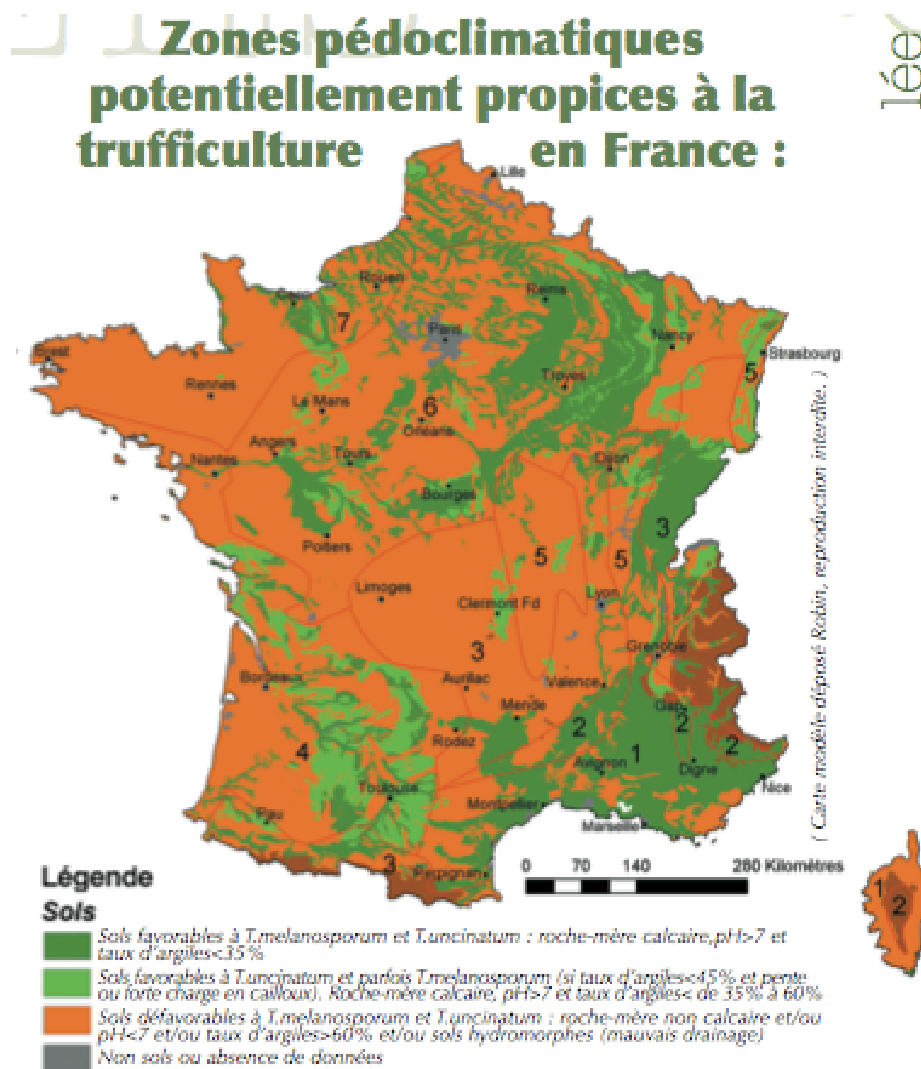 Zones pédoclimatiques
potentiellement propices à la
trufficulture en France :
lée
Lille
Rouen
Caen
Reims
7
Paris
Nancy
Strasbourg
Brest
5
Rennes
Troyes
Le Mans
6
Orléans
Angers
Tours
Nantes
Dijon
Bourges
3
Poitiers
5
5
Limoges
Clermont Fd
Lyon
3
Grenoble
Bordeaux
Aurillac
Valence
Mende
Gap
2
2
2
4
Rodez
1
Avignon
Digne
Toulouse
Nice
Montpellier
Pau
Marseille
3
Perpignan
0 70 140 280 Kilomètres
1
2
( Carte modèle déposé Robin, reproduction interdite. )
Légende
Sols
Sols favorables à T.melanosporum et T.uncinatum : roche-mère calcaire,pH>7 et
taux d'argiles<35%
Sols favorables à T.uncinatum et parfois T.melanosporum (si taux d'argiles<45% et pente
ou forte charge en cailloux). Roche-mère calcaire, pH>7 et taux d'argiles< de 35% à 60%
Sols défavorables à T.melanosporum et T.uncinatum : roche-mère non calcaire et/ou
pH<7 et/ou taux d'argiles>60% et/ou sols hydromorphes (mauvais drainage)
Non sols ou absence de données